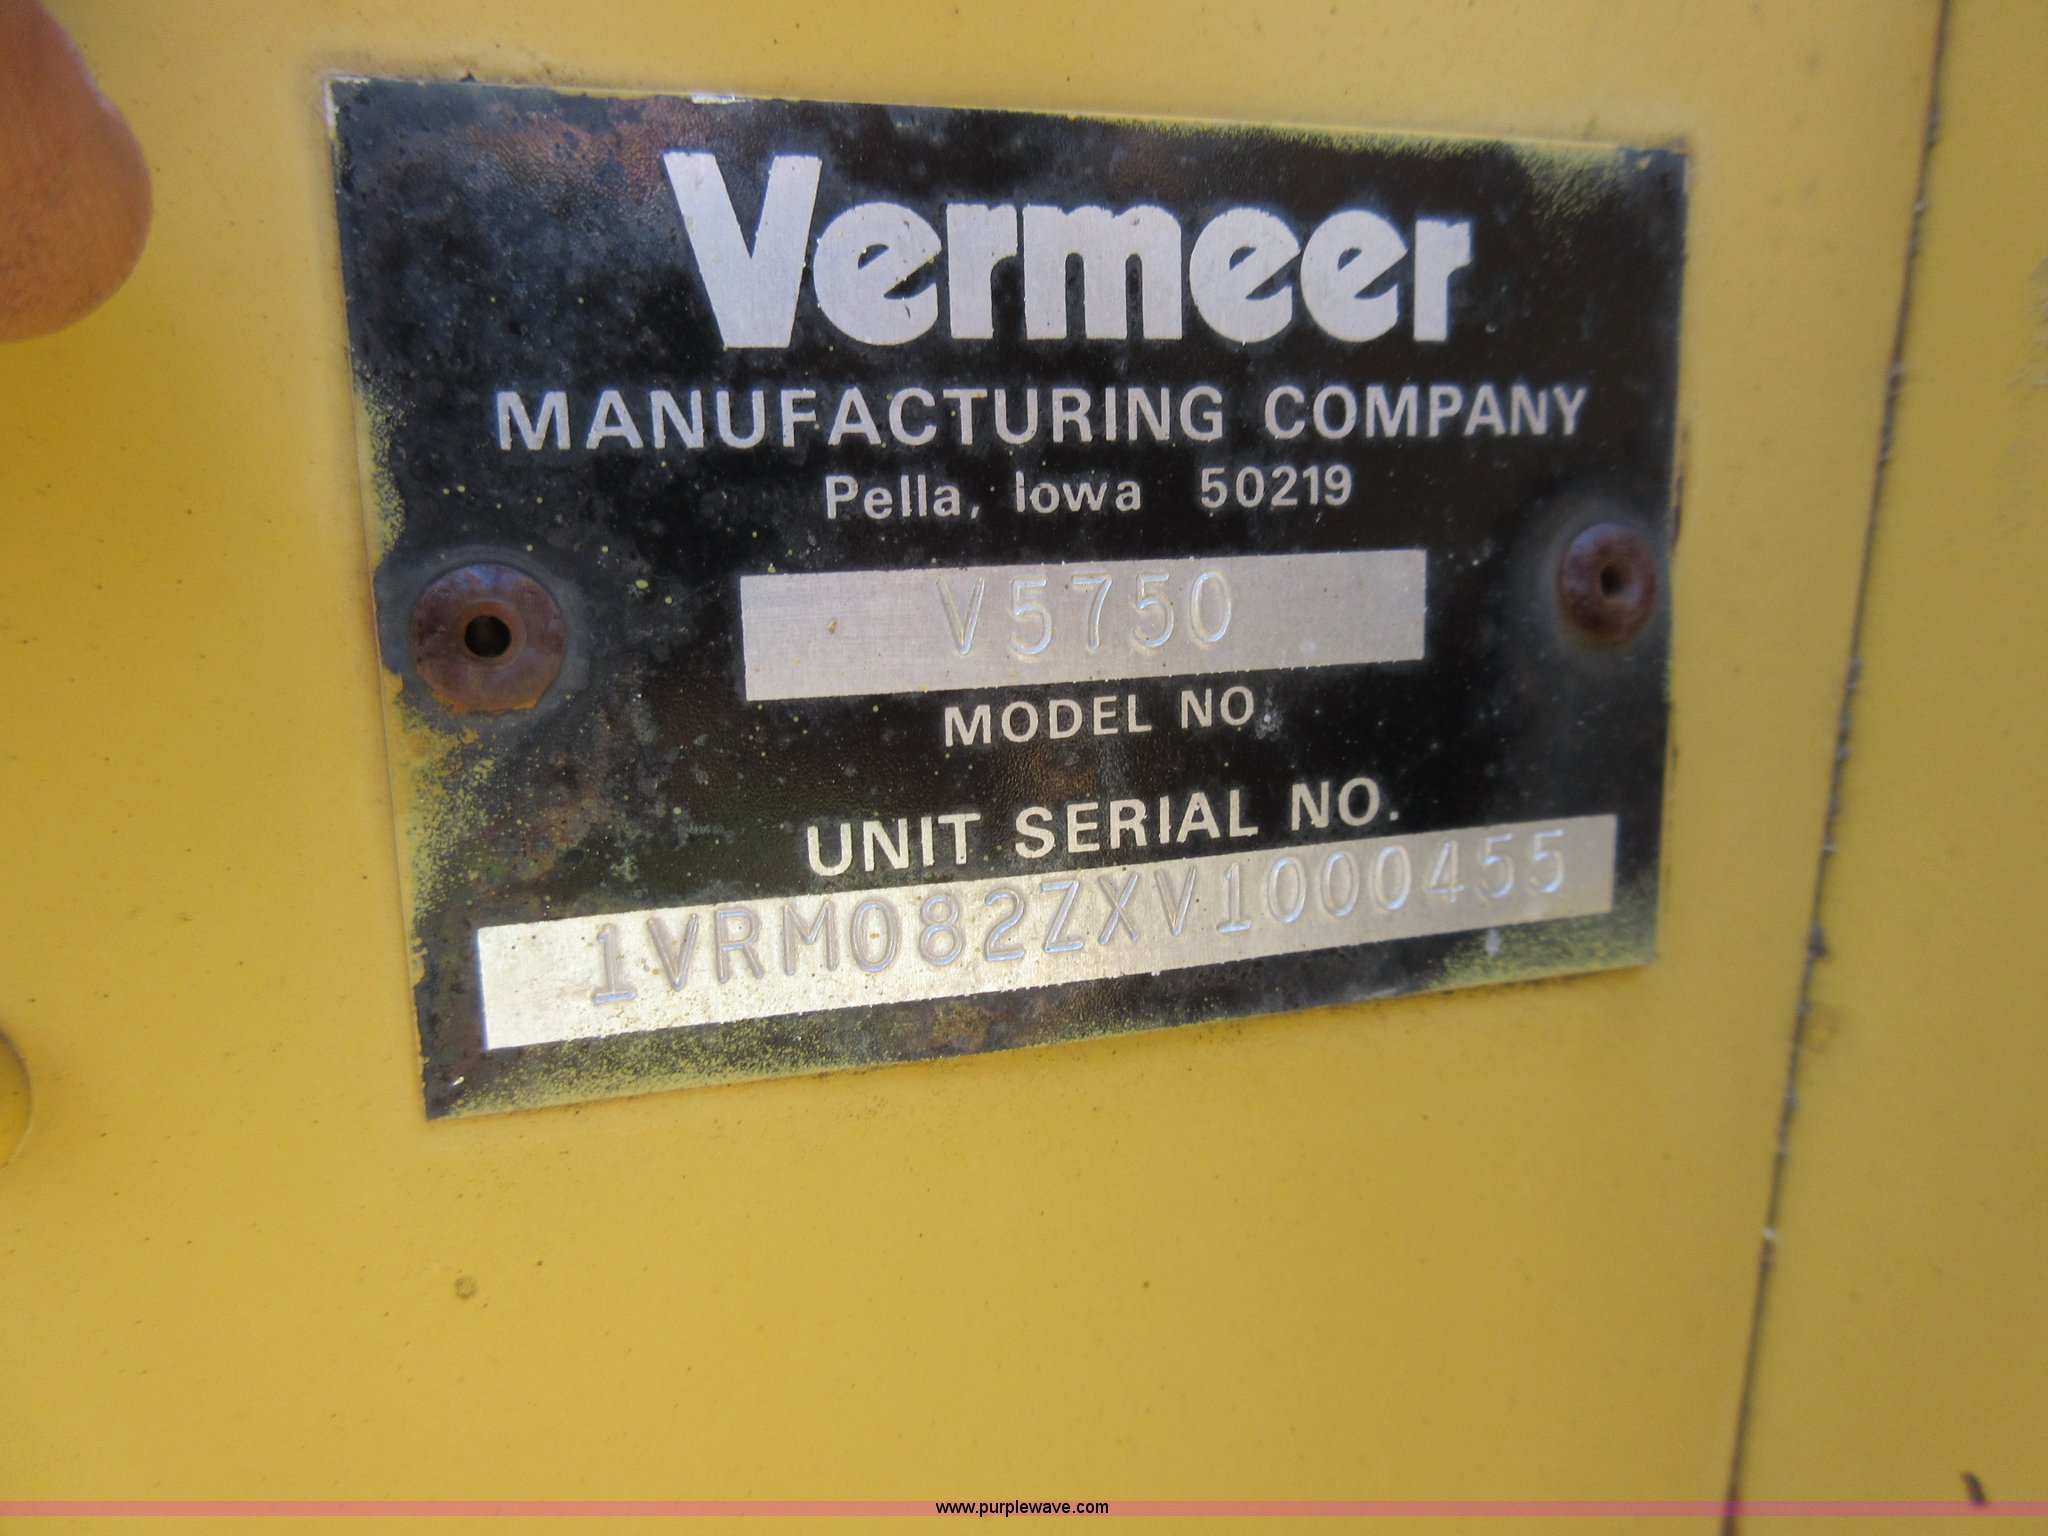 Vermeer
MANUFACTURING COMPANY
Pella, Iowa 50219
V5750
MODEL NO.
UNIT SERIAL NO.
1VRM082ZXV1000455
www.purplewave.com